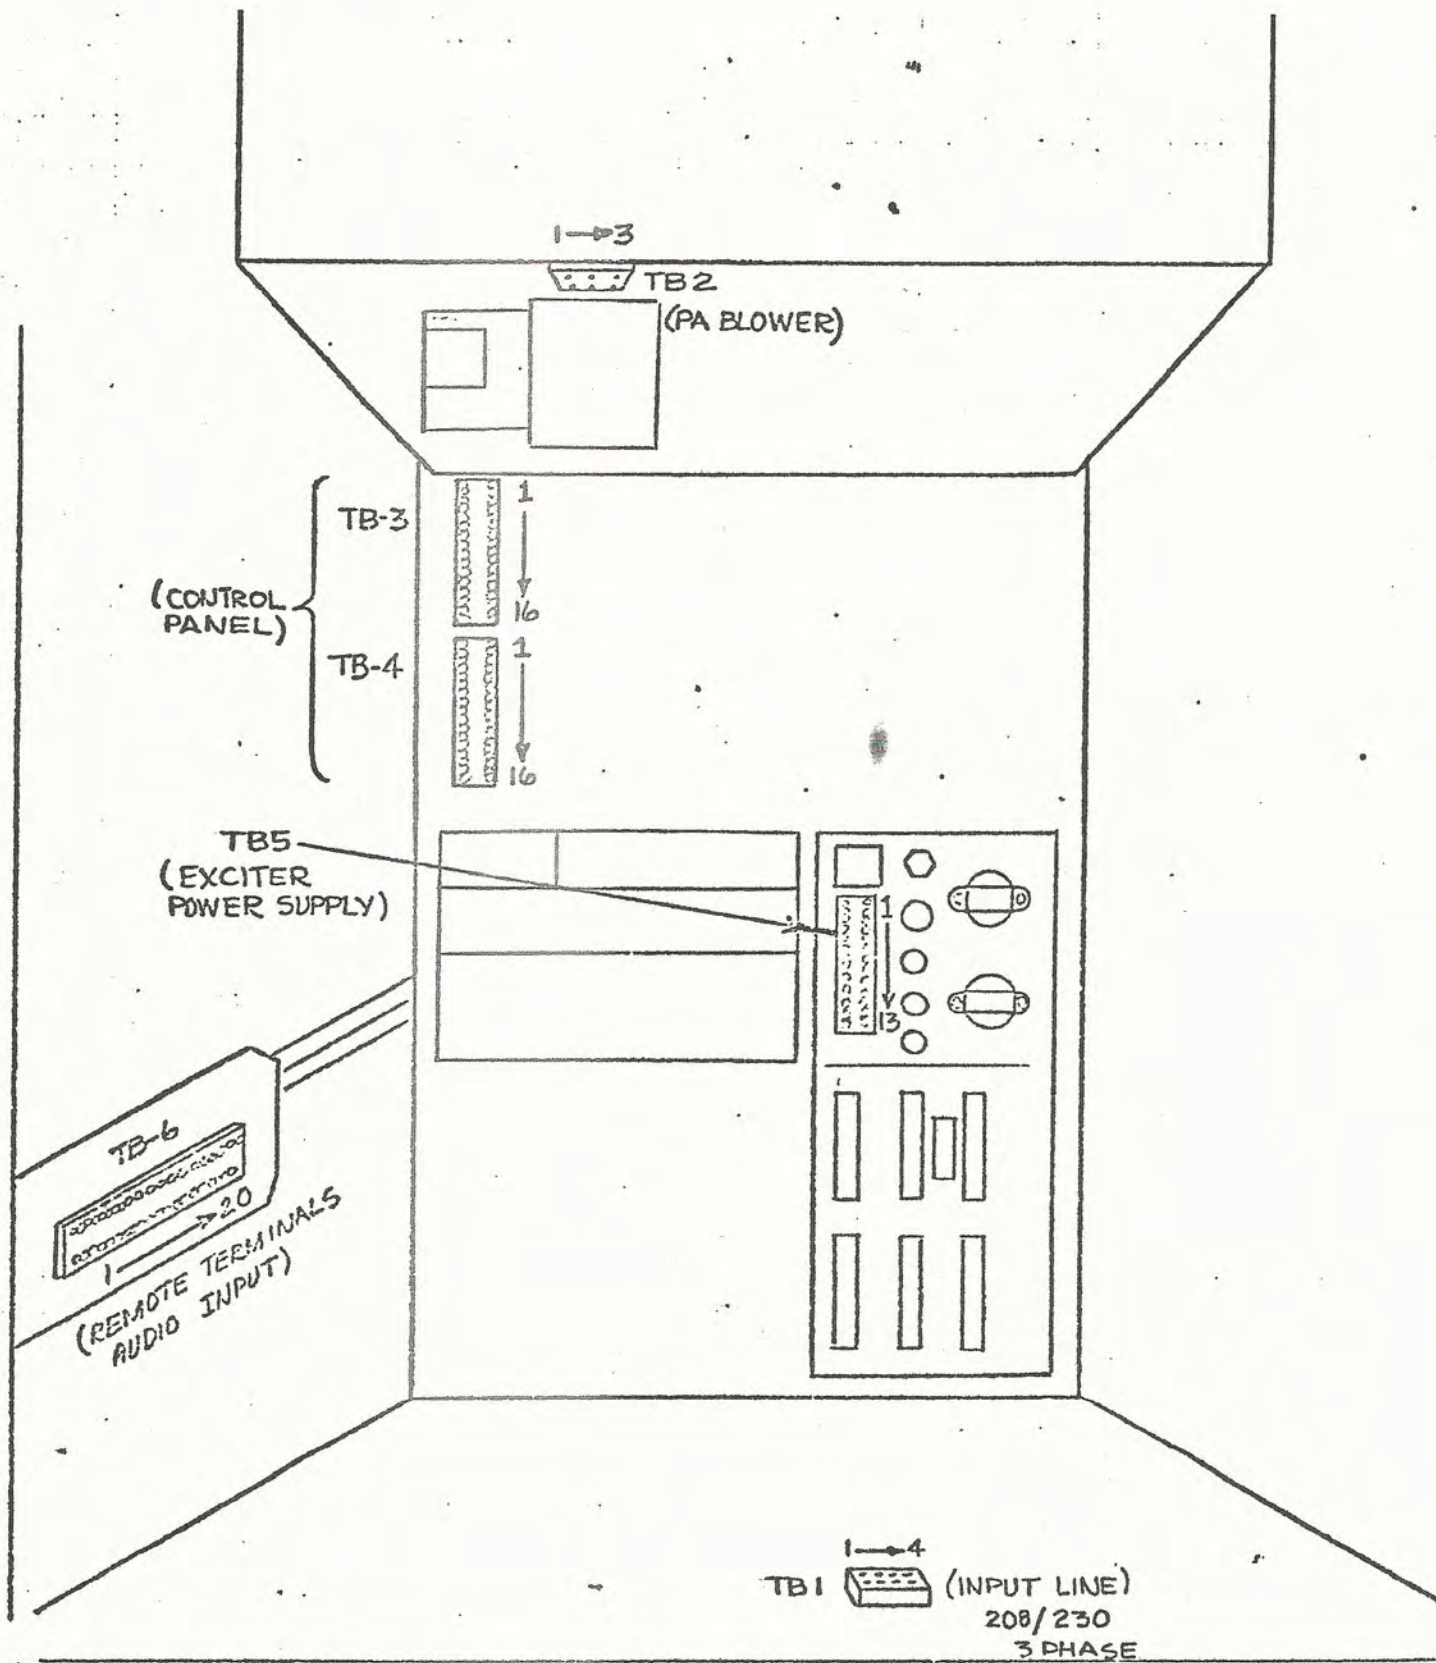 1→3
TB2
(PA BLOWER)
TB-3
1
16
(CONTROL
PANEL)
TB-4
1
16
TB5
(EXCITER
POWER SUPPLY)
1
13
TB-6
1→20
(REMOTE TERMINALS
AUDIO INPUT)
1→4
TB1 (INPUT LINE)
208/230
3 PHASE